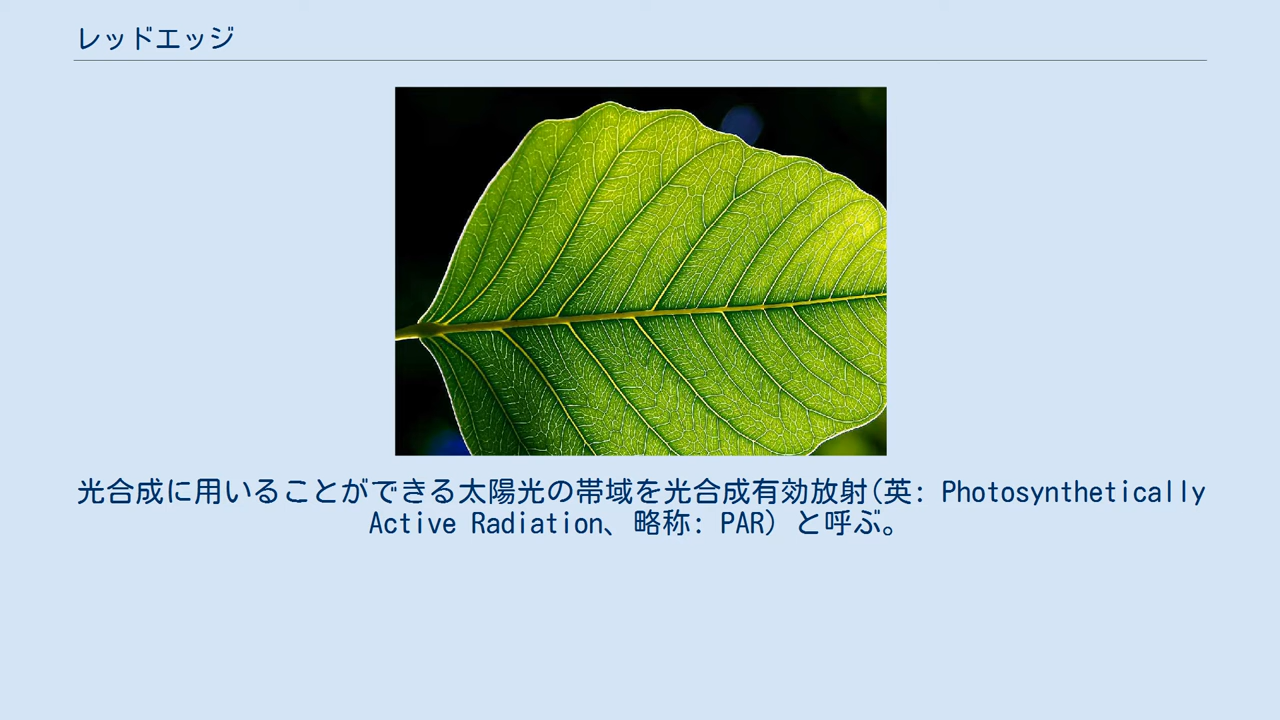 レッドエッジ
光合成に用いることができる太陽光の帯域を光合成有効放射(英: Photosynthetically
Active Radiation、略称: PAR) と呼ぶ。